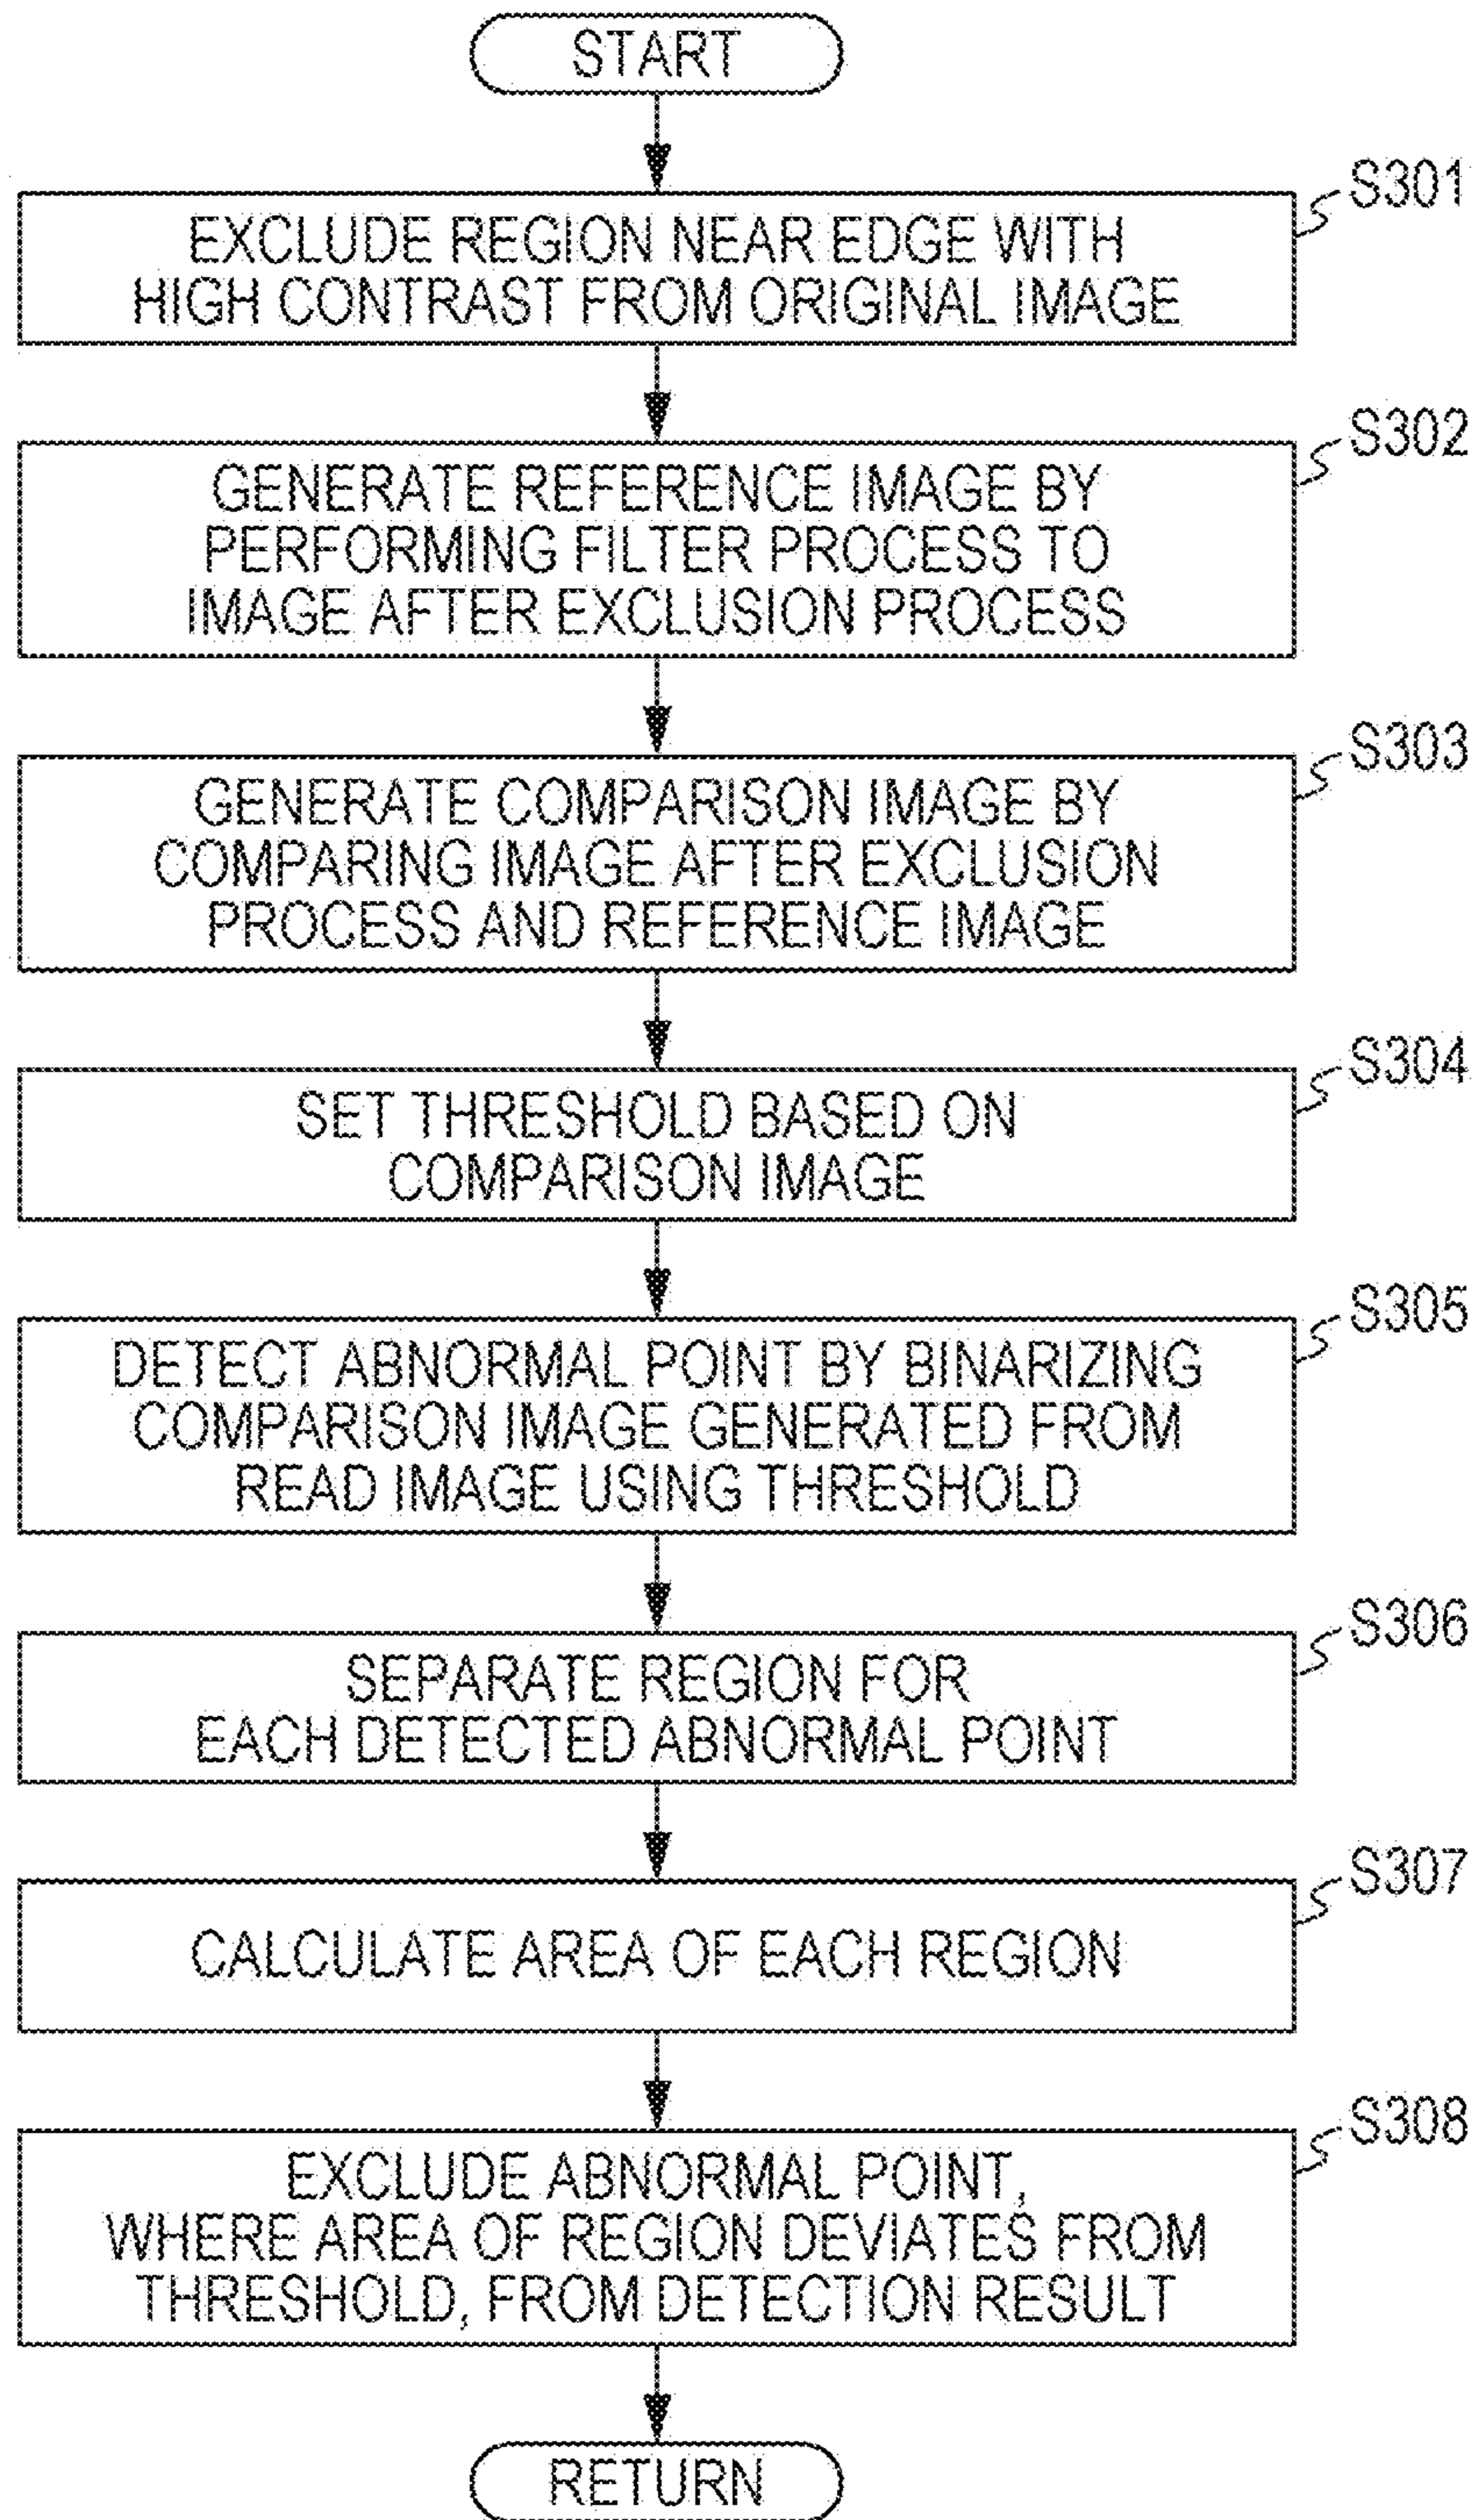 START
S301
EXCLUDE REGION NEAR EDGE WITH
HIGH CONTRAST FROM ORIGINAL IMAGE
S302
GENERATE REFERENCE IMAGE BY
PERFORMING FILTER PROCESS TO
IMAGE AFTER EXCLUSION PROCESS
S303
GENERATE COMPARISON IMAGE BY
COMPARING IMAGE AFTER EXCLUSION
PROCESS AND REFERENCE IMAGE
S304
SET THRESHOLD BASED ON
COMPARISON IMAGE
S305
DETECT ABNORMAL POINT BY BINARIZING
COMPARISON IMAGE GENERATED FROM
READ IMAGE USING THRESHOLD
S306
SEPARATE REGION FOR
EACH DETECTED ABNORMAL POINT
S307
CALCULATE AREA OF EACH REGION
S308
EXCLUDE ABNORMAL POINT,
WHERE AREA OF REGION DEVIATES FROM
THRESHOLD, FROM DETECTION RESULT
RETURN